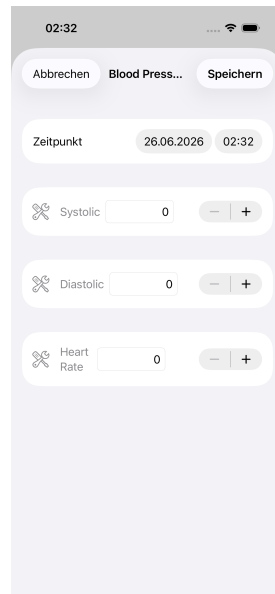 02:32
Abbrechen Blood Press... Speichern
Zeitpunkt 26.06.2026 02:32
Systolic 0 − +
Diastolic 0 − +
Heart
Rate 0 − +